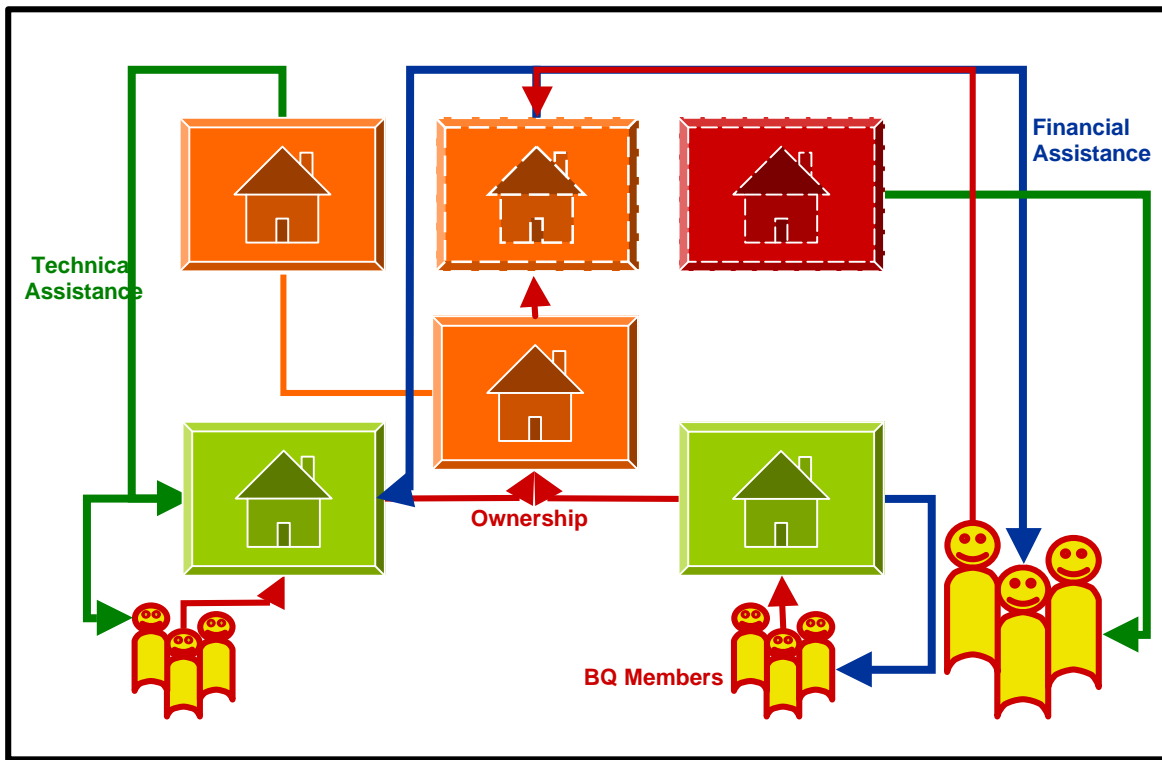 Financial
Assistance
Technica
Assistance
Ownership
BQ Members